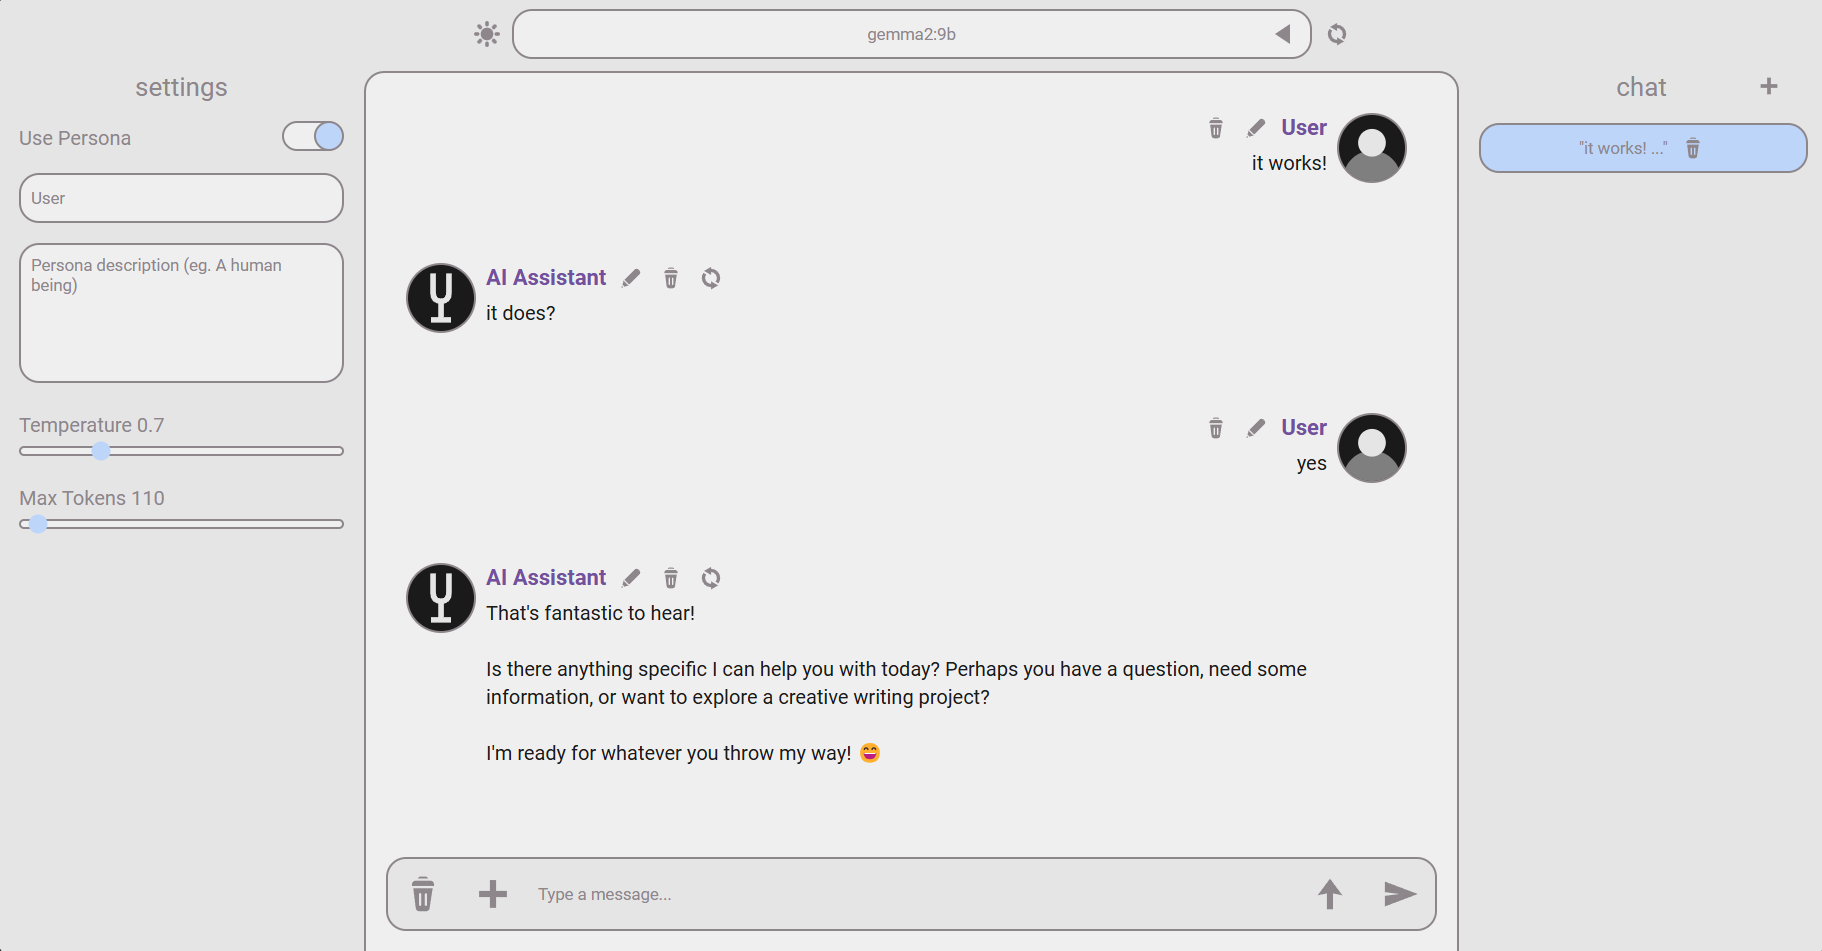 gemma2:9b
settings
Use Persona
User
Persona description (eg. A human
being)
Temperature 0.7
Max Tokens 110
User
it works!
AI Assistant
it does?
User
yes
AI Assistant
That's fantastic to hear!
Is there anything specific I can help you with today? Perhaps you have a question, need some
information, or want to explore a creative writing project?
I'm ready for whatever you throw my way! 😄
Type a message...
chat
"it works! ..."